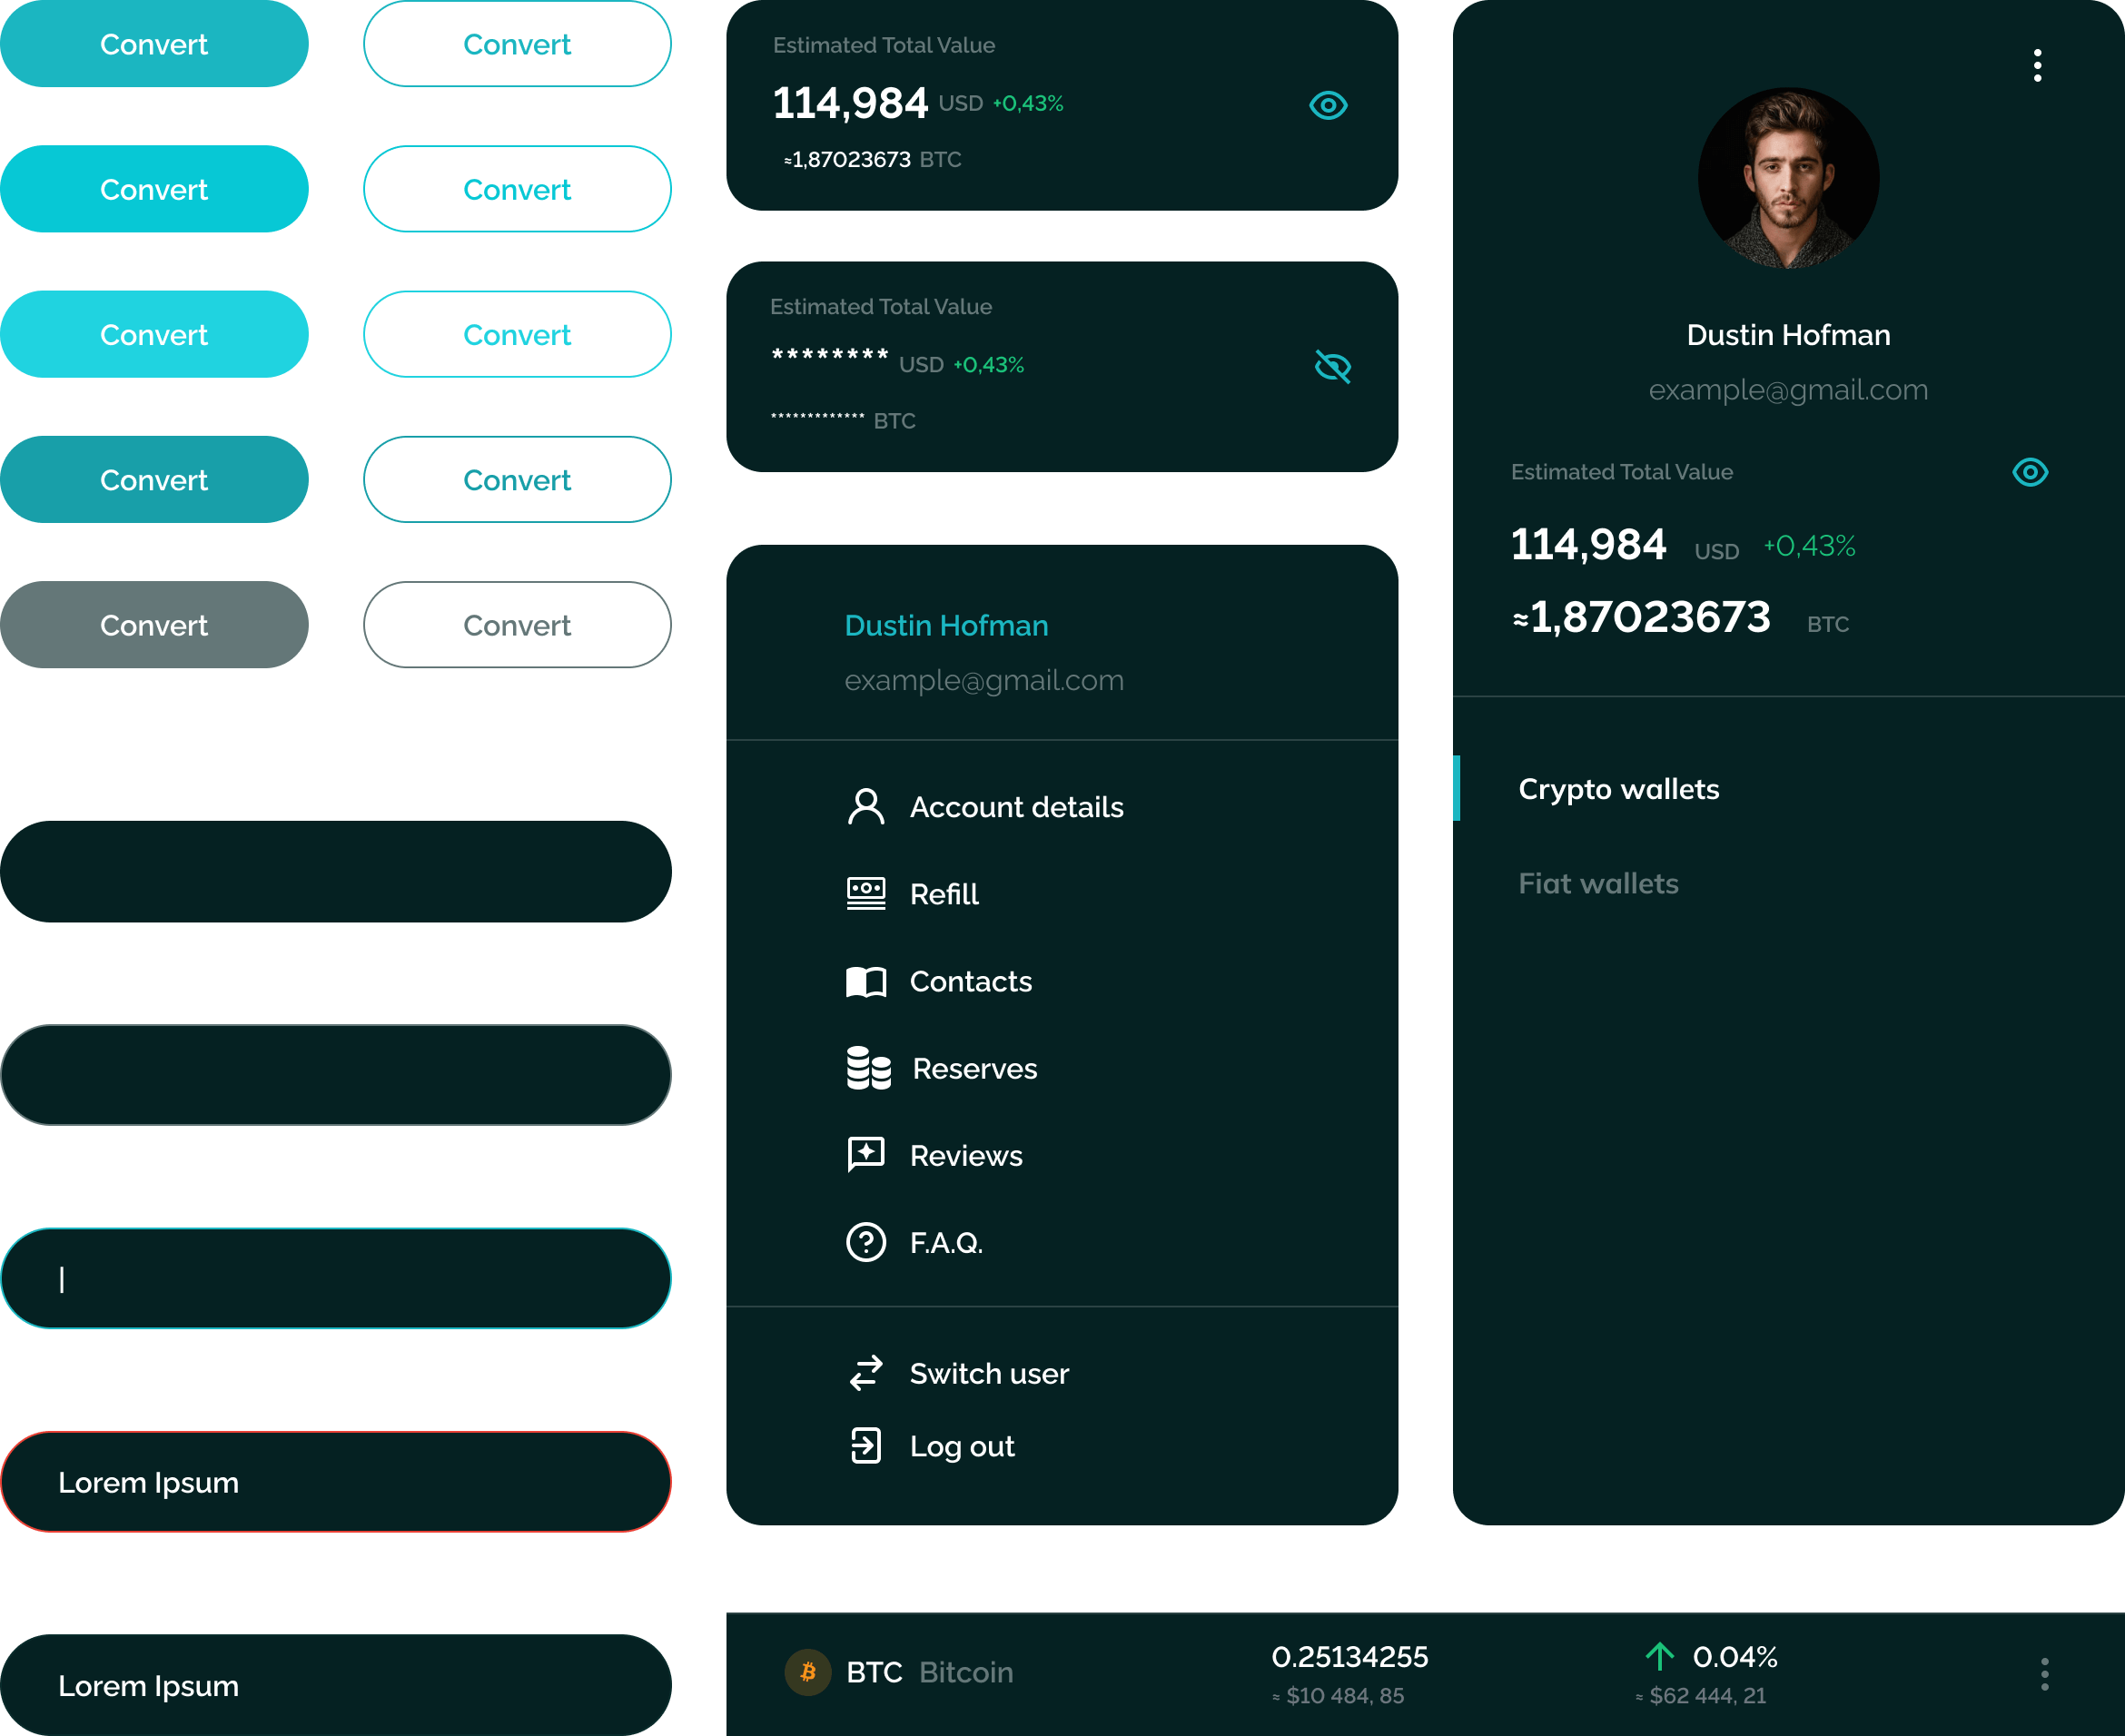 Convert
Convert
Convert
Convert
Convert
Convert
Convert
Convert
Convert
Convert
Lorem Ipsum
Lorem Ipsum
Estimated Total Value
114,984 USD +0,43%
≈1,87023673 BTC
Estimated Total Value
******** USD +0,43%
************* BTC
Dustin Hofman
example@gmail.com
Account details
Refill
Contacts
Reserves
Reviews
F.A.Q.
Switch user
Log out
Dustin Hofman
example@gmail.com
Estimated Total Value
114,984 USD +0,43%
≈1,87023673 BTC
Crypto wallets
Fiat wallets
BTC Bitcoin 0.25134255 0.04%
≈ $10 484, 85 ≈ $62 444, 21